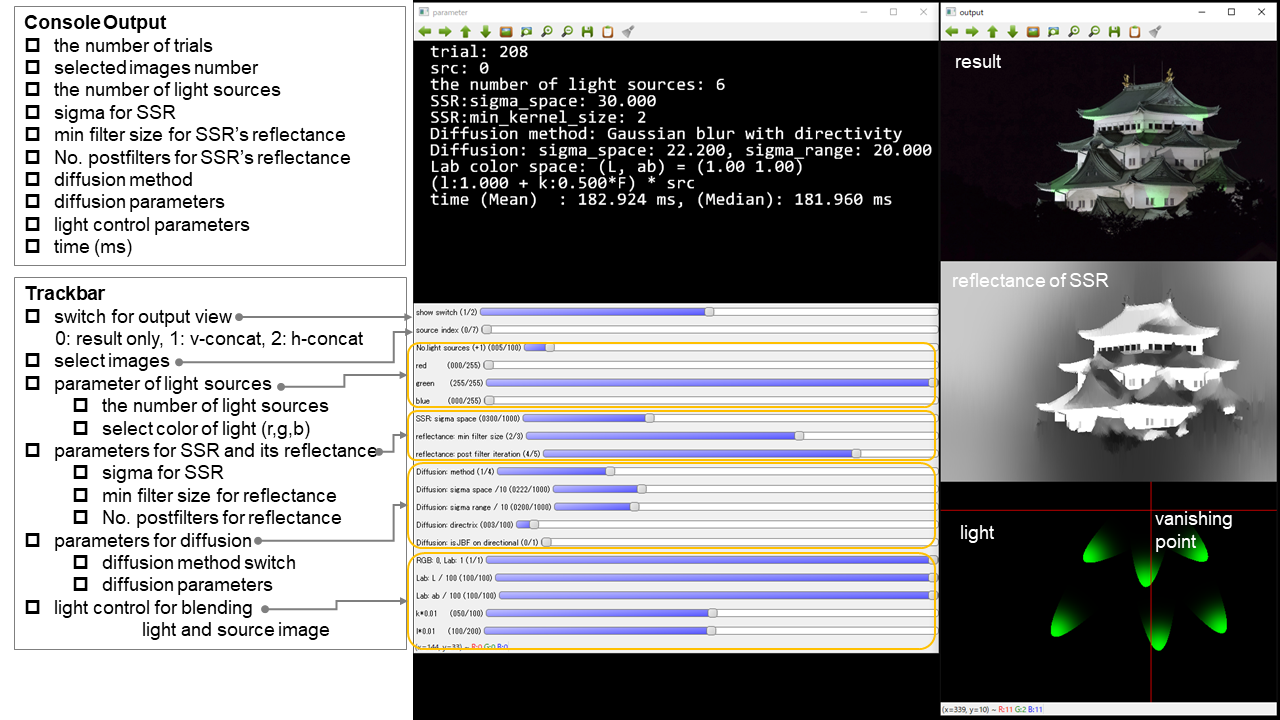 Console Output
the number of trials
selected images number
the number of light sources
sigma for SSR
min filter size for SSR's reflectance
No. postfilters for SSR's reflectance
diffusion method
diffusion parameters
light control parameters
time (ms)
Trackbar
switch for output view
0: result only, 1: v-concat, 2: h-concat
select images
parameter of light sources
the number of light sources
select color of light (r,g,b)
parameters for SSR and its reflectance
sigma for SSR
min filter size for reflectance
No. postfilters for reflectance
parameters for diffusion
diffusion method switch
diffusion parameters
light control for blending
light and source image
parameter
trial: 208
src: 0
the number of light sources: 6
SSR:sigma_space: 30.000
SSR:min_kernel_size: 2
Diffusion method: Gaussian blur with directivity
Diffusion: sigma_space: 22.200, sigma_range: 20.000
Lab color space: (L, ab) = (1.00 1.00)
(l:1.000 + k:0.500*F) * src
time (Mean)  : 182.924 ms, (Median): 181.960 ms
show switch (1/2)
source index (0/7)
No.light sources (+1) (005/100)
red (000/255)
green (255/255)
blue (000/255)
SSR: sigma space (0300/1000)
reflectance: min filter size (2/3)
reflectance: post filter iteration (4/5)
Diffusion: method (1/4)
Diffusion: sigma space /10 (0222/1000)
Diffusion: sigma range / 10 (0200/1000)
Diffusion: directrix (003/100)
Diffusion: isJBF on directional (0/1)
RGB: 0, Lab: 1 (1/1)
Lab: L / 100 (100/100)
Lab: ab / 100 (100/100)
k*0.01 (050/100)
l*0.01 (100/200)
(x=144, y=33) ~ R:0 G:0 B:0
output
result
reflectance of SSR
light
vanishing
point
(x=339, y=10) ~ R:11 G:2 B:11